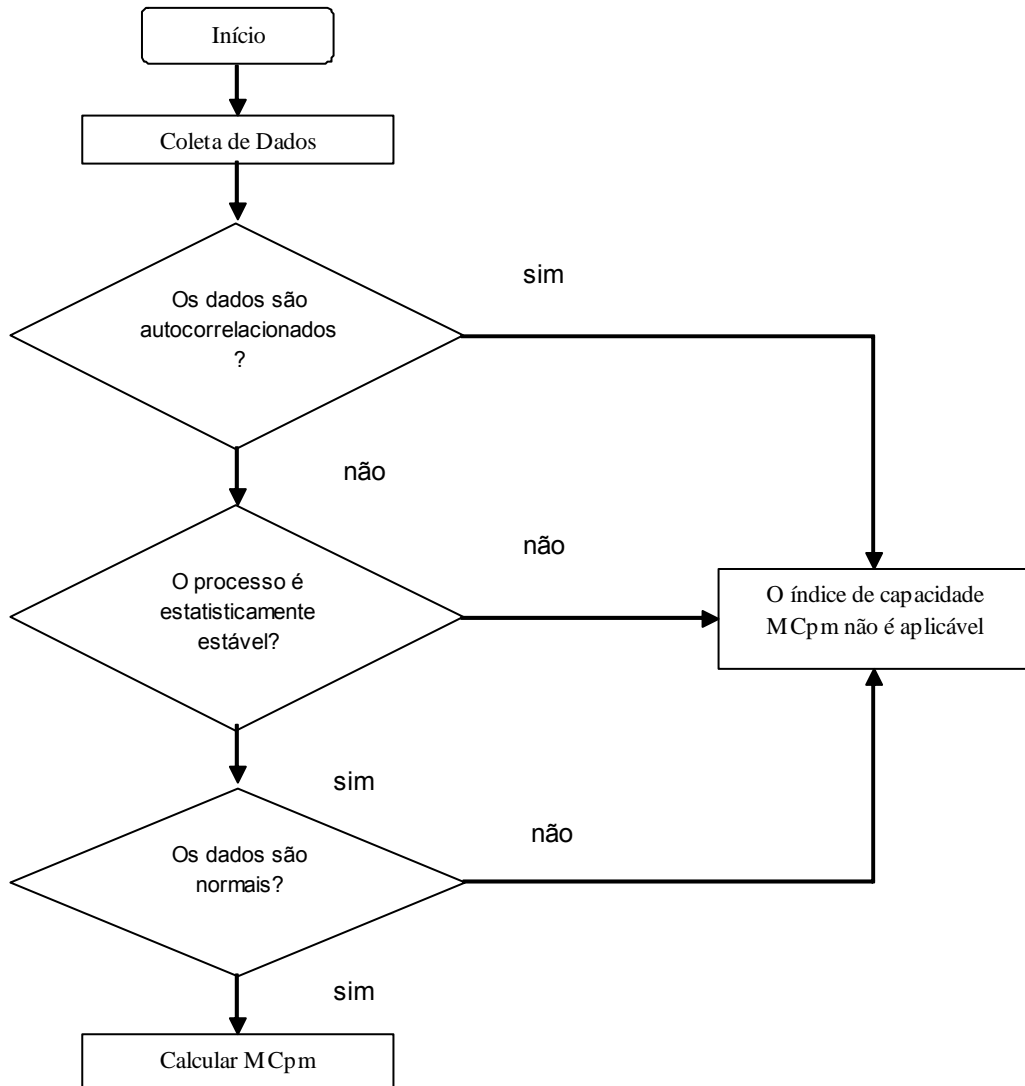 Início
Coleta de Dados
Os dados são
autocorrelacionados
?
sim
não
O processo é
estatisticamente
estável?
não
O índice de capacidade
MCpm não é aplicável
sim
Os dados são
normais?
não
sim
Calcular MCpm